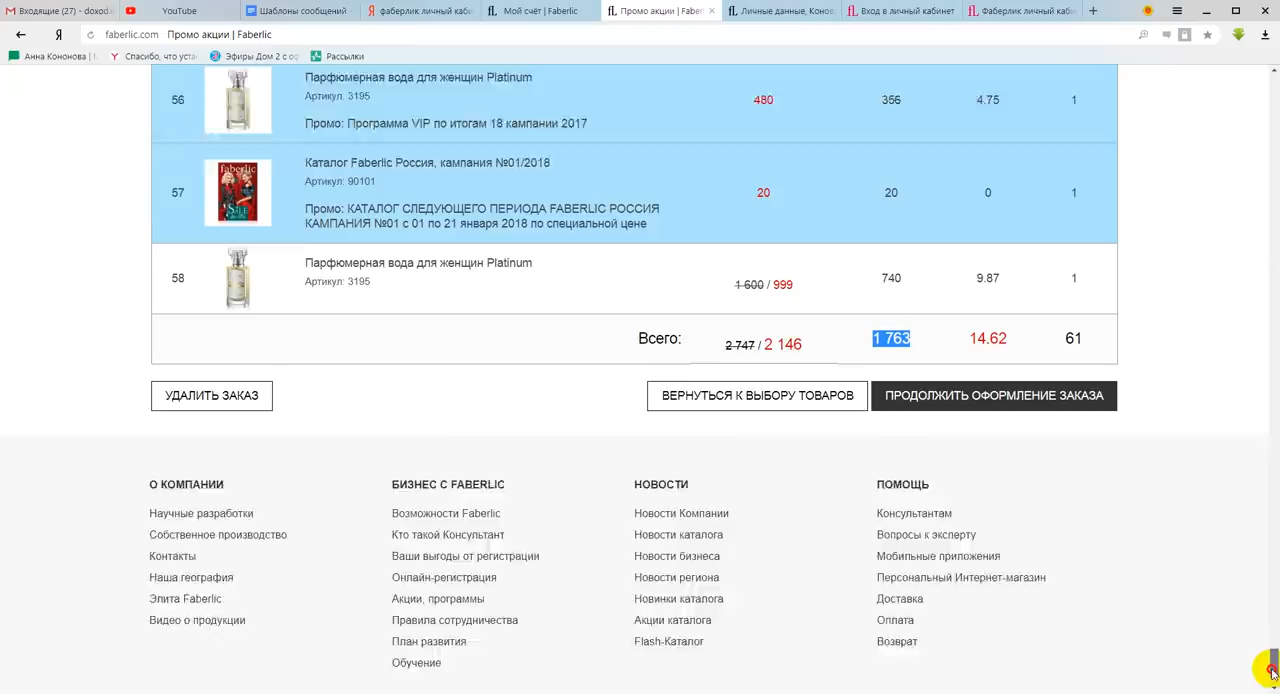 Входящие (27) - doxod.
YouTube
Шаблоны сообщений
фаберлик личный каби
Мой счёт | Faberlic
Промо акции | Faber
Личные данные, Коно
Вход в личный кабинет
Фаберлик личный каби
faberlic.com Промо акции | Faberlic
Анна Кононова |
Спасибо, что уста
Эфиры Дом 2 с
Рассылки
56
Парфюмерная вода для женщин Platinum
Артикул: 3195
Промо: Программа VIP по итогам 18 кампании 2017
480 356 4.75 1
57
faberlic
Каталог Faberlic Россия, кампания №01/2018
Артикул: 90101
Промо: КАТАЛОГ СЛЕДУЮЩЕГО ПЕРИОДА FABERLIC РОССИЯ
КАМПАНИЯ №01 с 01 по 21 января 2018 по специальной цене
20 20 0 1
58
Парфюмерная вода для женщин Platinum
Артикул: 3195
1 600 / 999 740 9.87 1
Всего: 2 747 / 2 146 1 763 14.62 61
УДАЛИТЬ ЗАКАЗ
ВЕРНУТЬСЯ К ВЫБОРУ ТОВАРОВ
ПРОДОЛЖИТЬ ОФОРМЛЕНИЕ ЗАКАЗА
О КОМПАНИИ
Научные разработки
Собственное производство
Контакты
Наша география
Элита Faberlic
Видео о продукции
БИЗНЕС С FABERLIC
Возможности Faberlic
Кто такой Консультант
Ваши выгоды от регистрации
Онлайн-регистрация
Акции, программы
Правила сотрудничества
План развития
Обучение
НОВОСТИ
Новости Компании
Новости каталога
Новости бизнеса
Новости региона
Новинки каталога
Акции каталога
Flash-Каталог
ПОМОЩЬ
Консультантам
Вопросы к эксперту
Мобильные приложения
Персональный Интернет-магазин
Доставка
Оплата
Возврат